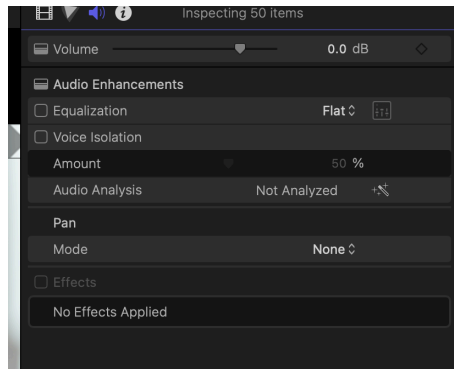 Inspecting 50 items
Volume 0.0 dB
Audio Enhancements
Equalization Flat
Voice Isolation
Amount 50 %
Audio Analysis Not Analyzed
Pan
Mode None
Effects
No Effects Applied